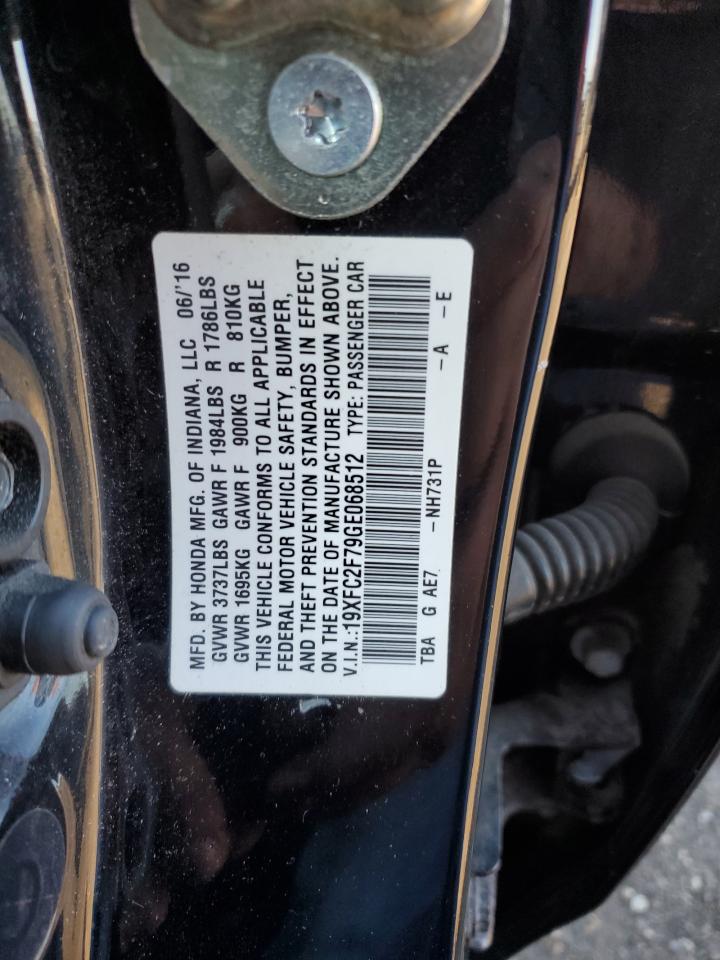 MFD. BY HONDA MFG. OF INDIANA, LLC 06/'16
GVWR 3737LBS GAWR F 1984LBS R 1786LBS
GVWR 1695KG GAWR F 900KG R 810KG
THIS VEHICLE CONFORMS TO ALL APPLICABLE
FEDERAL MOTOR VEHICLE SAFETY, BUMPER,
AND THEFT PREVENTION STANDARDS IN EFFECT
ON THE DATE OF MANUFACTURE SHOWN ABOVE.
V.I.N.:19XFC2F79GE068512 TYPE: PASSENGER CAR
TBA G AE7 -NH731P -A -E